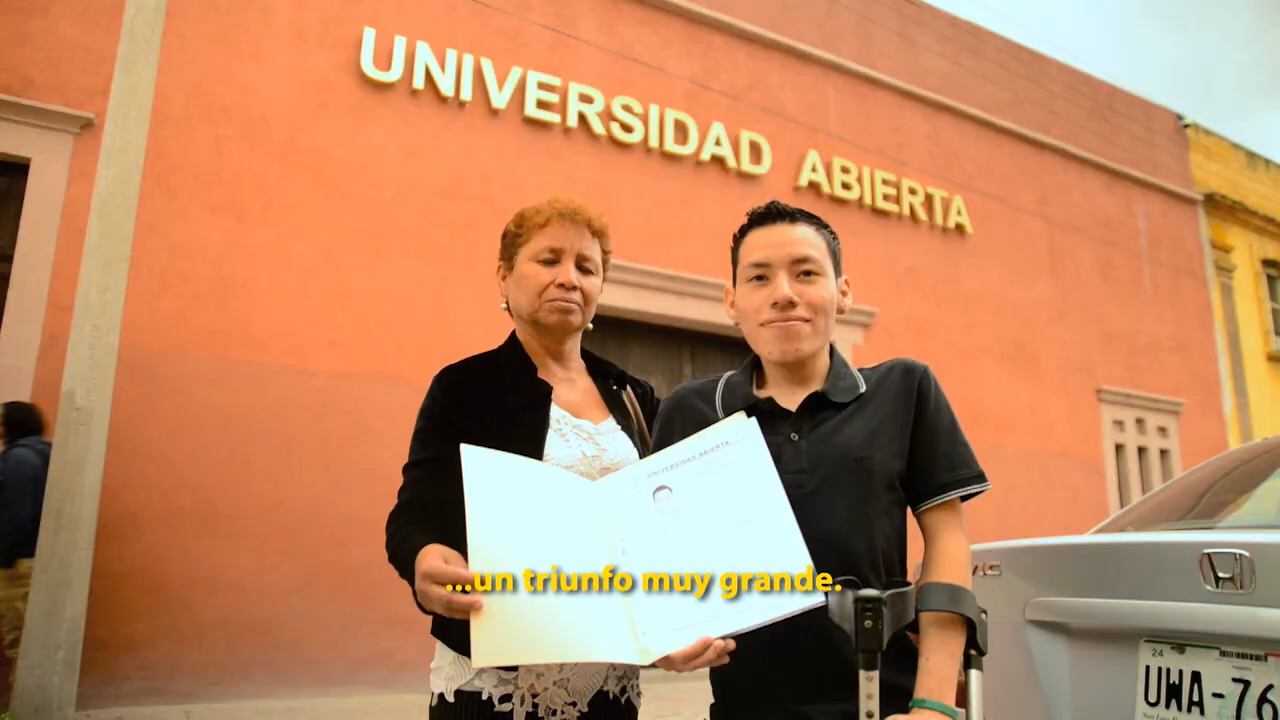 UNIVERSIDAD ABIERTA
UNIVERSIDAD ABIERTA
...un triunfo muy grande.
24
UWA-76